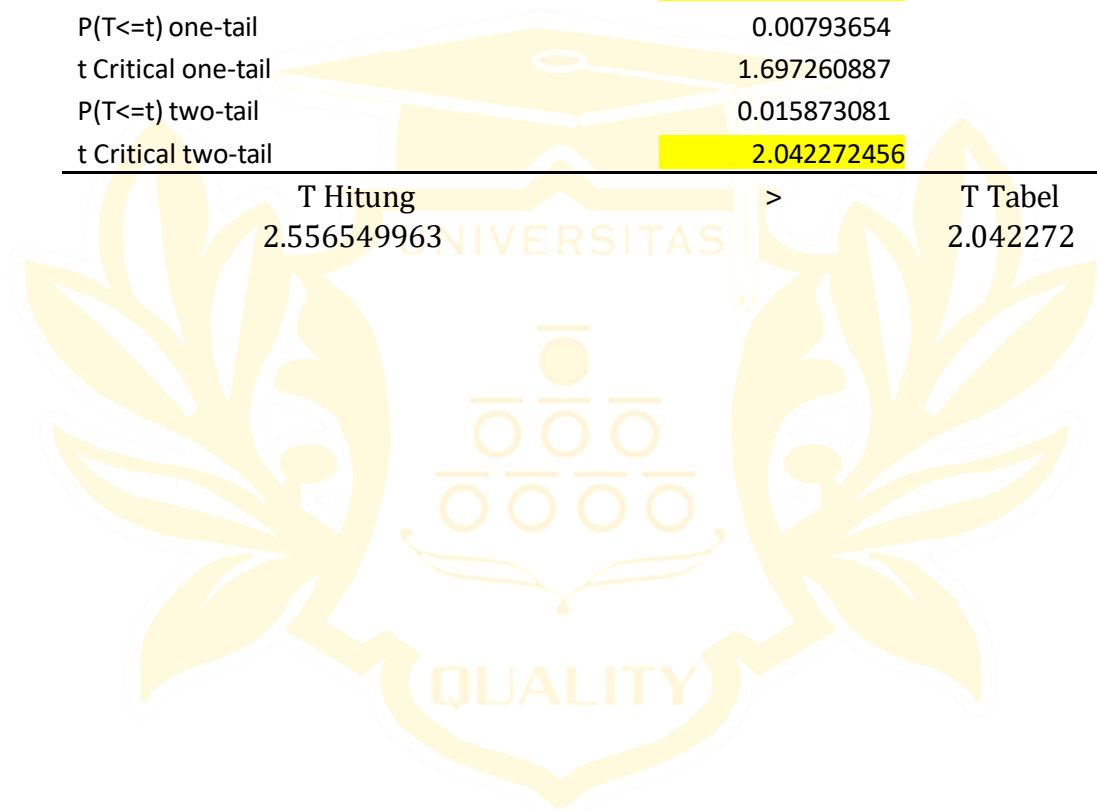 P(T<=t) one-tail 0.00793654
t Critical one-tail 1.697260887
P(T<=t) two-tail 0.015873081
t Critical two-tail 2.042272456
T Hitung > T Tabel
2.556549963 2.042272
UNIVERSITAS
QUALITY